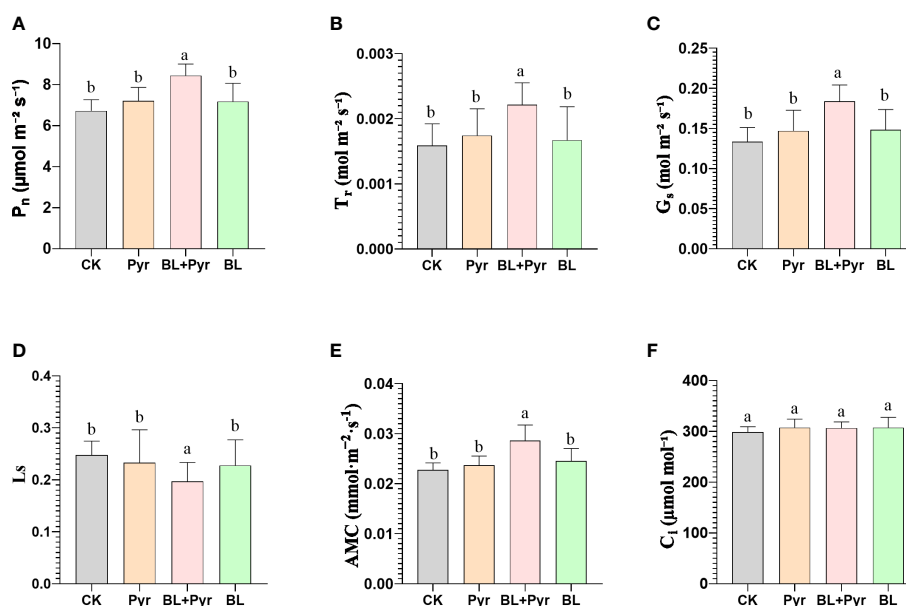 A
P_n (μmol m⁻² s⁻¹)
10
8
6
4
2
0
b
b
a
b
CK Pyr BL+Pyr BL
B
T_r (mol m⁻² s⁻¹)
0.003
0.002
0.001
0.000
b
b
a
b
CK Pyr BL+Pyr BL
C
G_s (mol m⁻² s⁻¹)
0.25
0.20
0.15
0.10
0.05
0.00
b
b
a
b
CK Pyr BL+Pyr BL
D
Ls
0.4
0.3
0.2
0.1
0.0
b
b
a
b
CK Pyr BL+Pyr BL
E
AMC (mmol·m⁻²·s⁻¹)
0.04
0.03
0.02
0.01
0.00
b
b
a
b
CK Pyr BL+Pyr BL
F
C_i (μmol mol⁻¹)
400
300
200
100
0
a
a
a
a
CK Pyr BL+Pyr BL